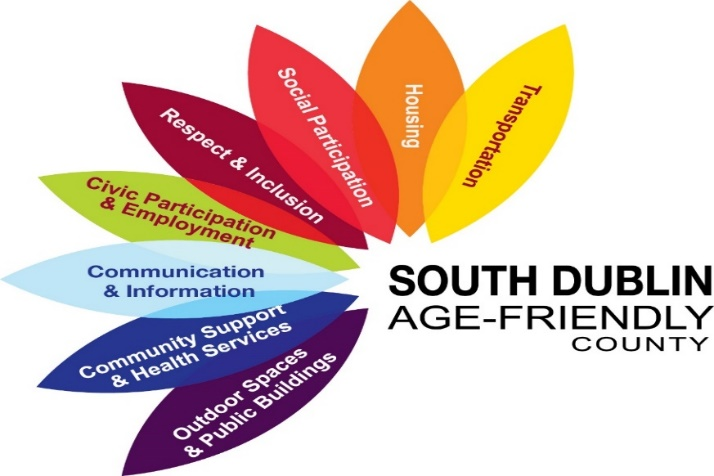 Transportation
Housing
Social Participation
Respect & Inclusion
Civic Participation
& Employment
Communication
& Information
Community Support
& Health Services
Outdoor Spaces
& Public Buildings
SOUTH DUBLIN
AGE-FRIENDLY
COUNTY